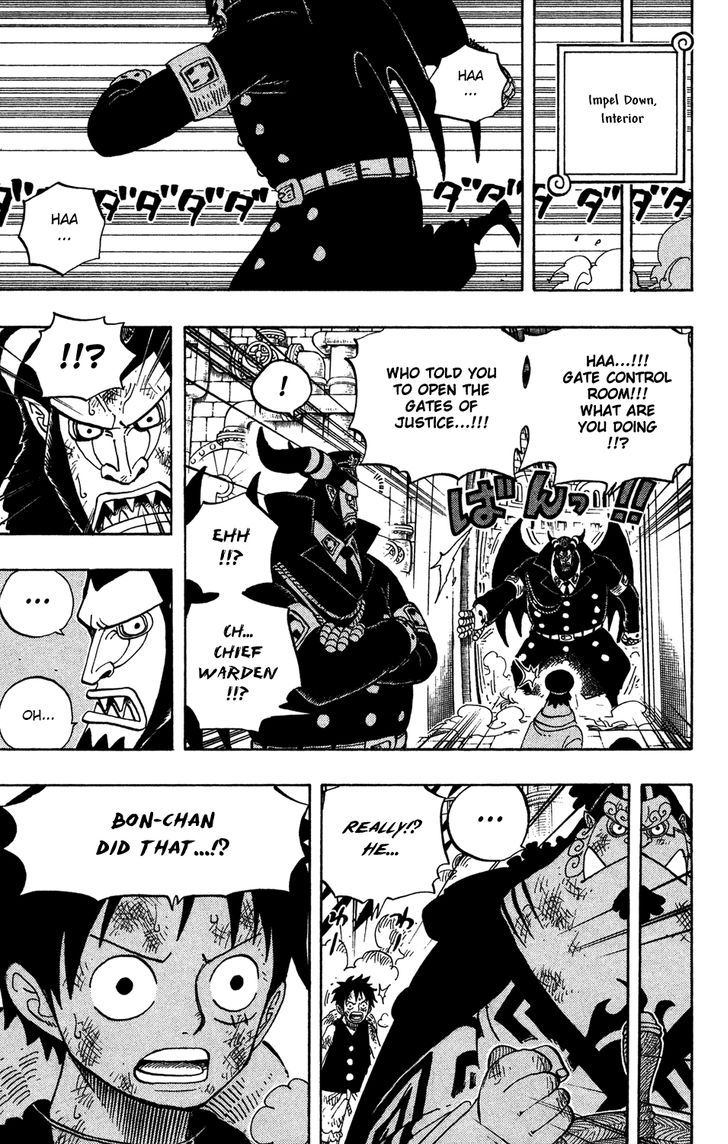 Impel Down,
Interior
HAA
...
ダダダダダダダダダ
HAA
...
HAA...!!!
GATE CONTROL
ROOM!!!
WHAT ARE
YOU DOING
!!?
WHO TOLD YOU
TO OPEN THE
GATES OF
JUSTICE...!!!
ばんっ!!
!
EHH
!!?
CH...
CHIEF
WARDEN
!!?
!!?
...
OH...
...
REALLY!?
HE...
BON-CHAN
DID THAT...!?